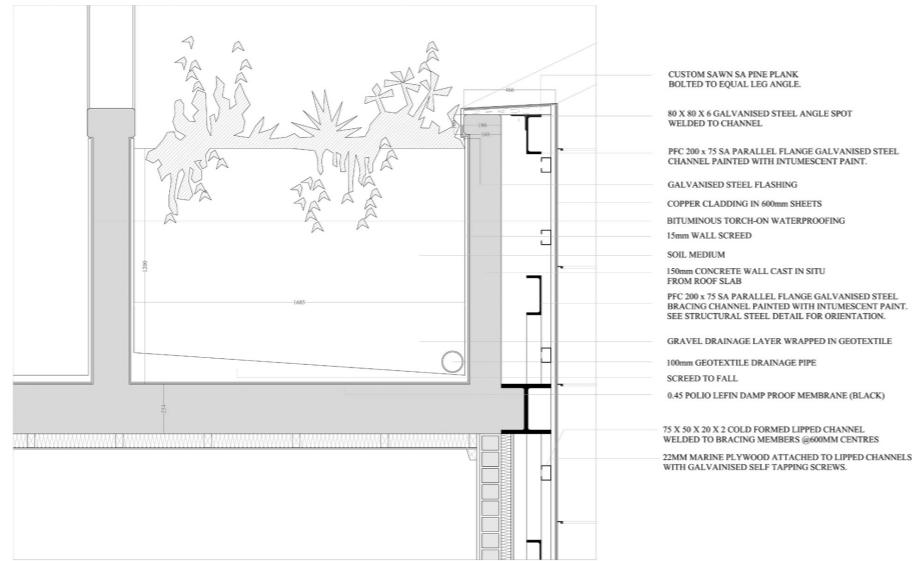 CUSTOM SAWN SA PINE PLANK
BOLTED TO EQUAL LEG ANGLE.
460
80 X 80 X 6 GALVANISED STEEL ANGLE SPOT
WELDED TO CHANNEL
PFC 200 x 75 SA PARALLEL FLANGE GALVANISED STEEL
CHANNEL PAINTED WITH INTUMESCENT PAINT.
GALVANISED STEEL FLASHING
COPPER CLADDING IN 600mm SHEETS
BITUMINOUS TORCH-ON WATERPROOFING
15mm WALL SCREED
SOIL MEDIUM
1200
150mm CONCRETE WALL CAST IN SITU
FROM ROOF SLAB
1685
PFC 200 x 75 SA PARALLEL FLANGE GALVANISED STEEL
BRACING CHANNEL PAINTED WITH INTUMESCENT PAINT.
SEE STRUCTURAL STEEL DETAIL FOR ORIENTATION.
GRAVEL DRAINAGE LAYER WRAPPED IN GEOTEXTILE
100mm GEOTEXTILE DRAINAGE PIPE
SCREED TO FALL
0.45 POLIO LEFIN DAMP PROOF MEMBRANE (BLACK)
254
75 X 50 X 20 X 2 COLD FORMED LIPPED CHANNEL
WELDED TO BRACING MEMBERS @600MM CENTRES
22MM MARINE PLYWOOD ATTACHED TO LIPPED CHANNELS
WITH GALVAINISED SELF TAPPING SCREWS.